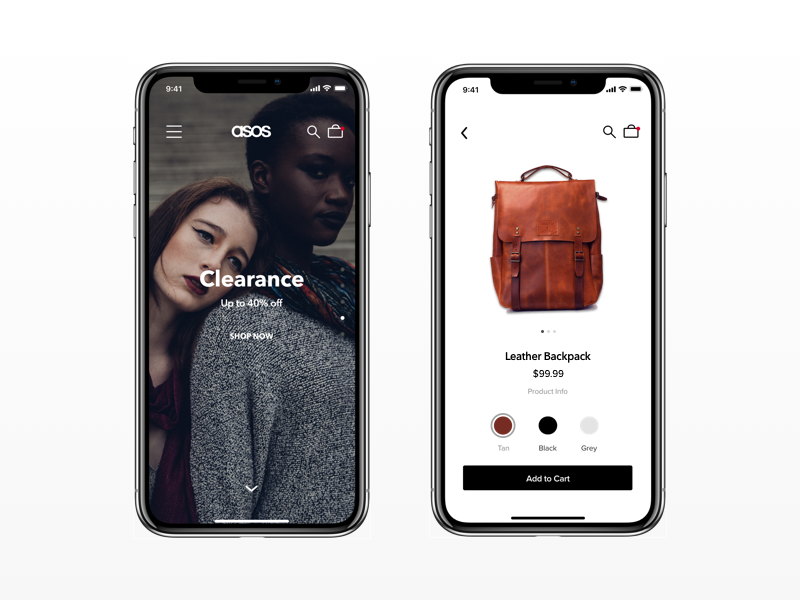 9:41
asos
Clearance
Up to 40% off
SHOP NOW
9:41
Leather Backpack
$99.99
Product Info
Tan
Black
Grey
Add to Cart